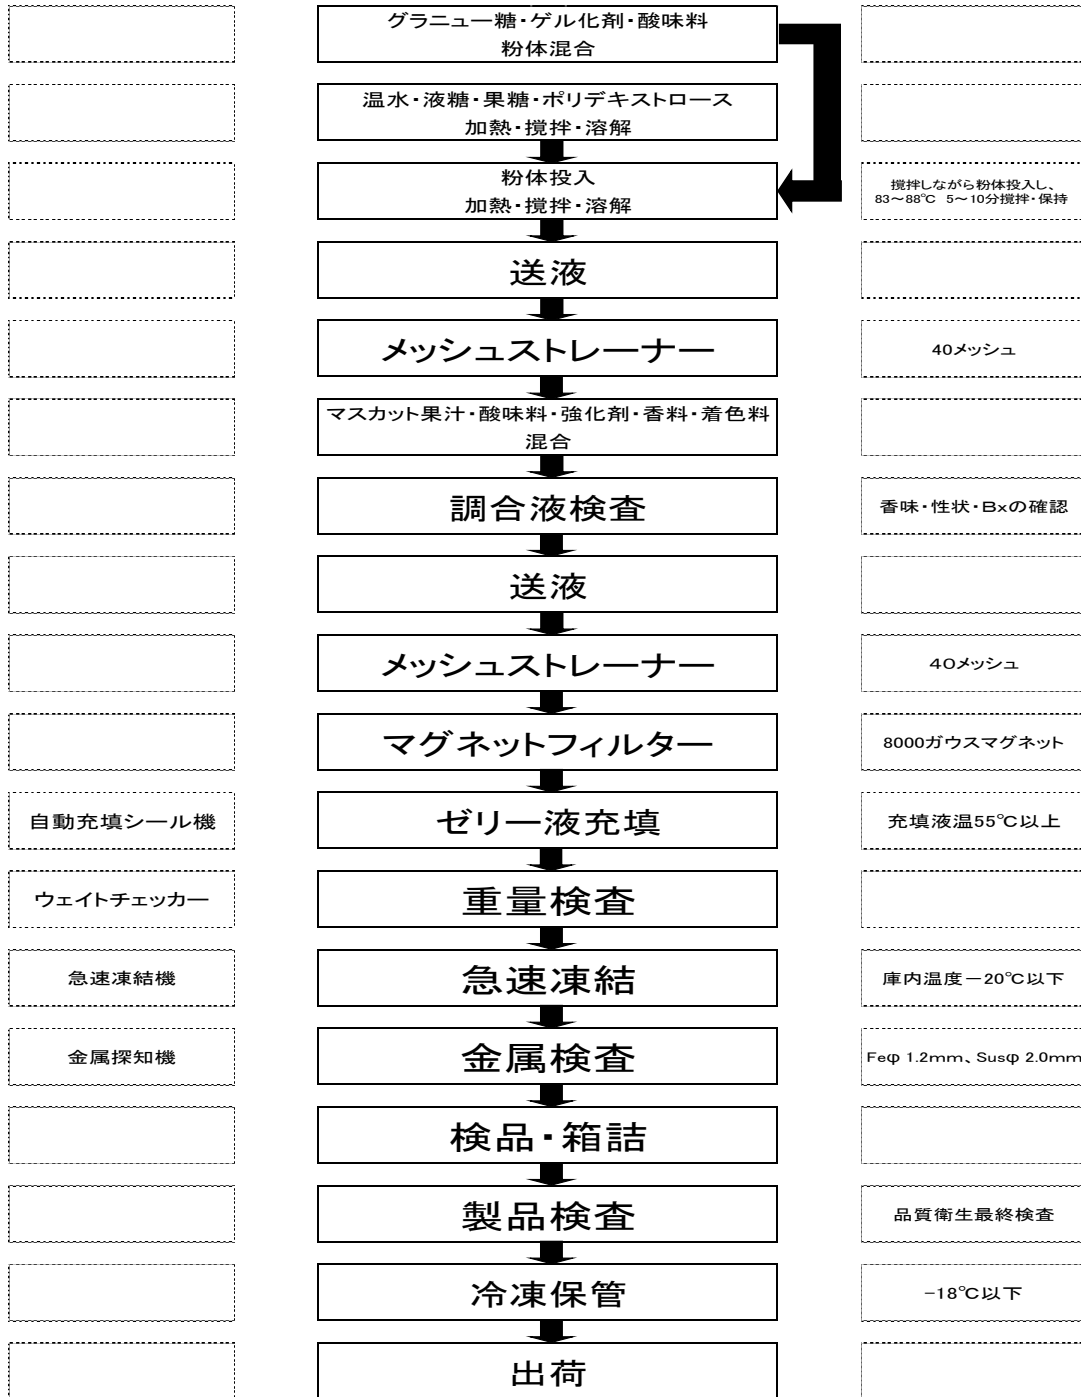 グラニュー糖・ゲル化剤・酸味料
粉体混合
温水・液糖・果糖・ポリデキストロース
加熱・撹拌・溶解
粉体投入
加熱・撹拌・溶解
撹拌しながら粉体投入し、
83～88℃ 5～10分撹拌・保持
送液
メッシュストレーナー
40メッシュ
マスカット果汁・酸味料・強化剤・香料・着色料
混合
調合液検査
香味・性状・Bxの確認
送液
メッシュストレーナー
40メッシュ
マグネットフィルター
8000ガウスマグネット
自動充填シール機
ゼリー液充填
充填液温55℃以上
ウェイトチェッカー
重量検査
急速凍結機
急速凍結
庫内温度－20℃以下
金属探知機
金属検査
Feφ 1.2mm、Susφ 2.0mm
検品・箱詰
製品検査
品質衛生最終検査
冷凍保管
-18℃以下
出荷